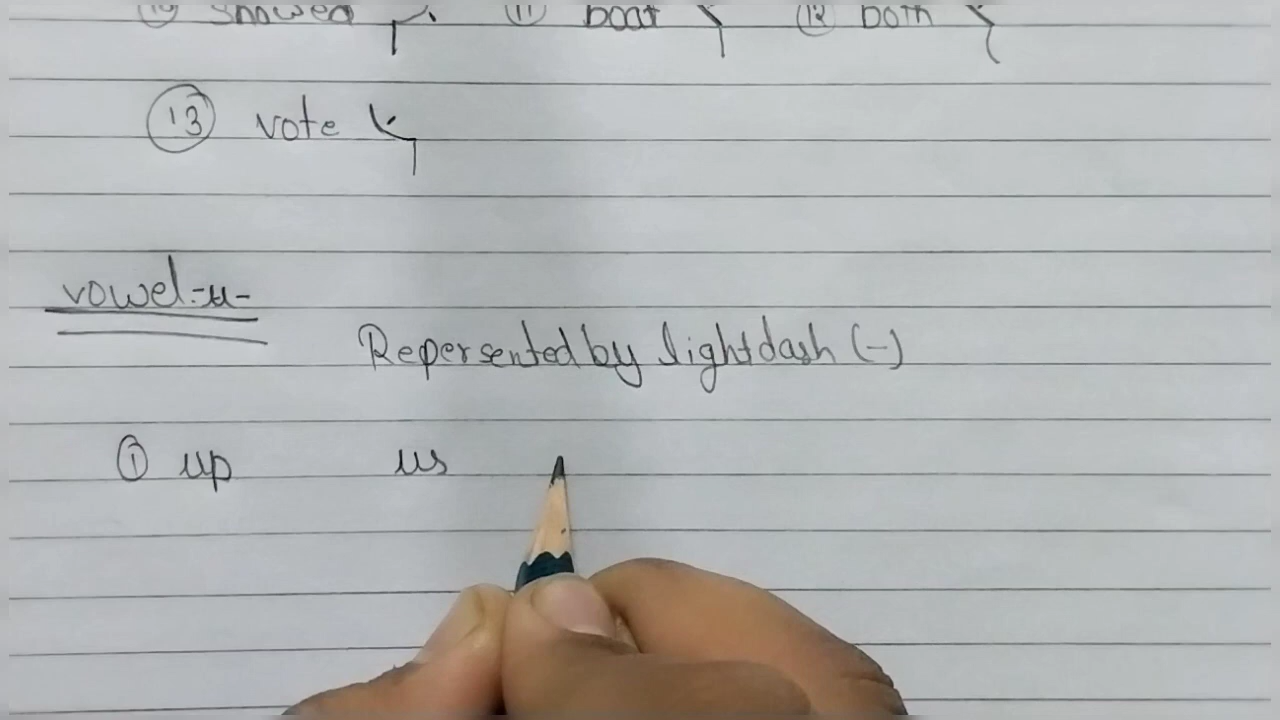 ⑩ showed ⑪ boat ⑫ both
⑬ vote
vowel-u-
Repersented by light dash (-)
① up us